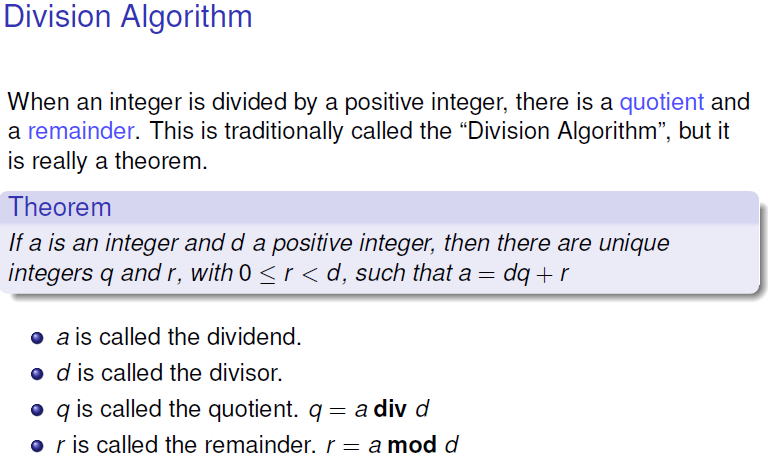 Division Algorithm
When an integer is divided by a positive integer, there is a quotient and
a remainder. This is traditionally called the “Division Algorithm”, but it
is really a theorem.
Theorem
If a is an integer and d a positive integer, then there are unique
integers q and r, with 0 ≤ r < d, such that a = dq + r
a is called the dividend.
d is called the divisor.
q is called the quotient. q = a div d
r is called the remainder. r = a mod d